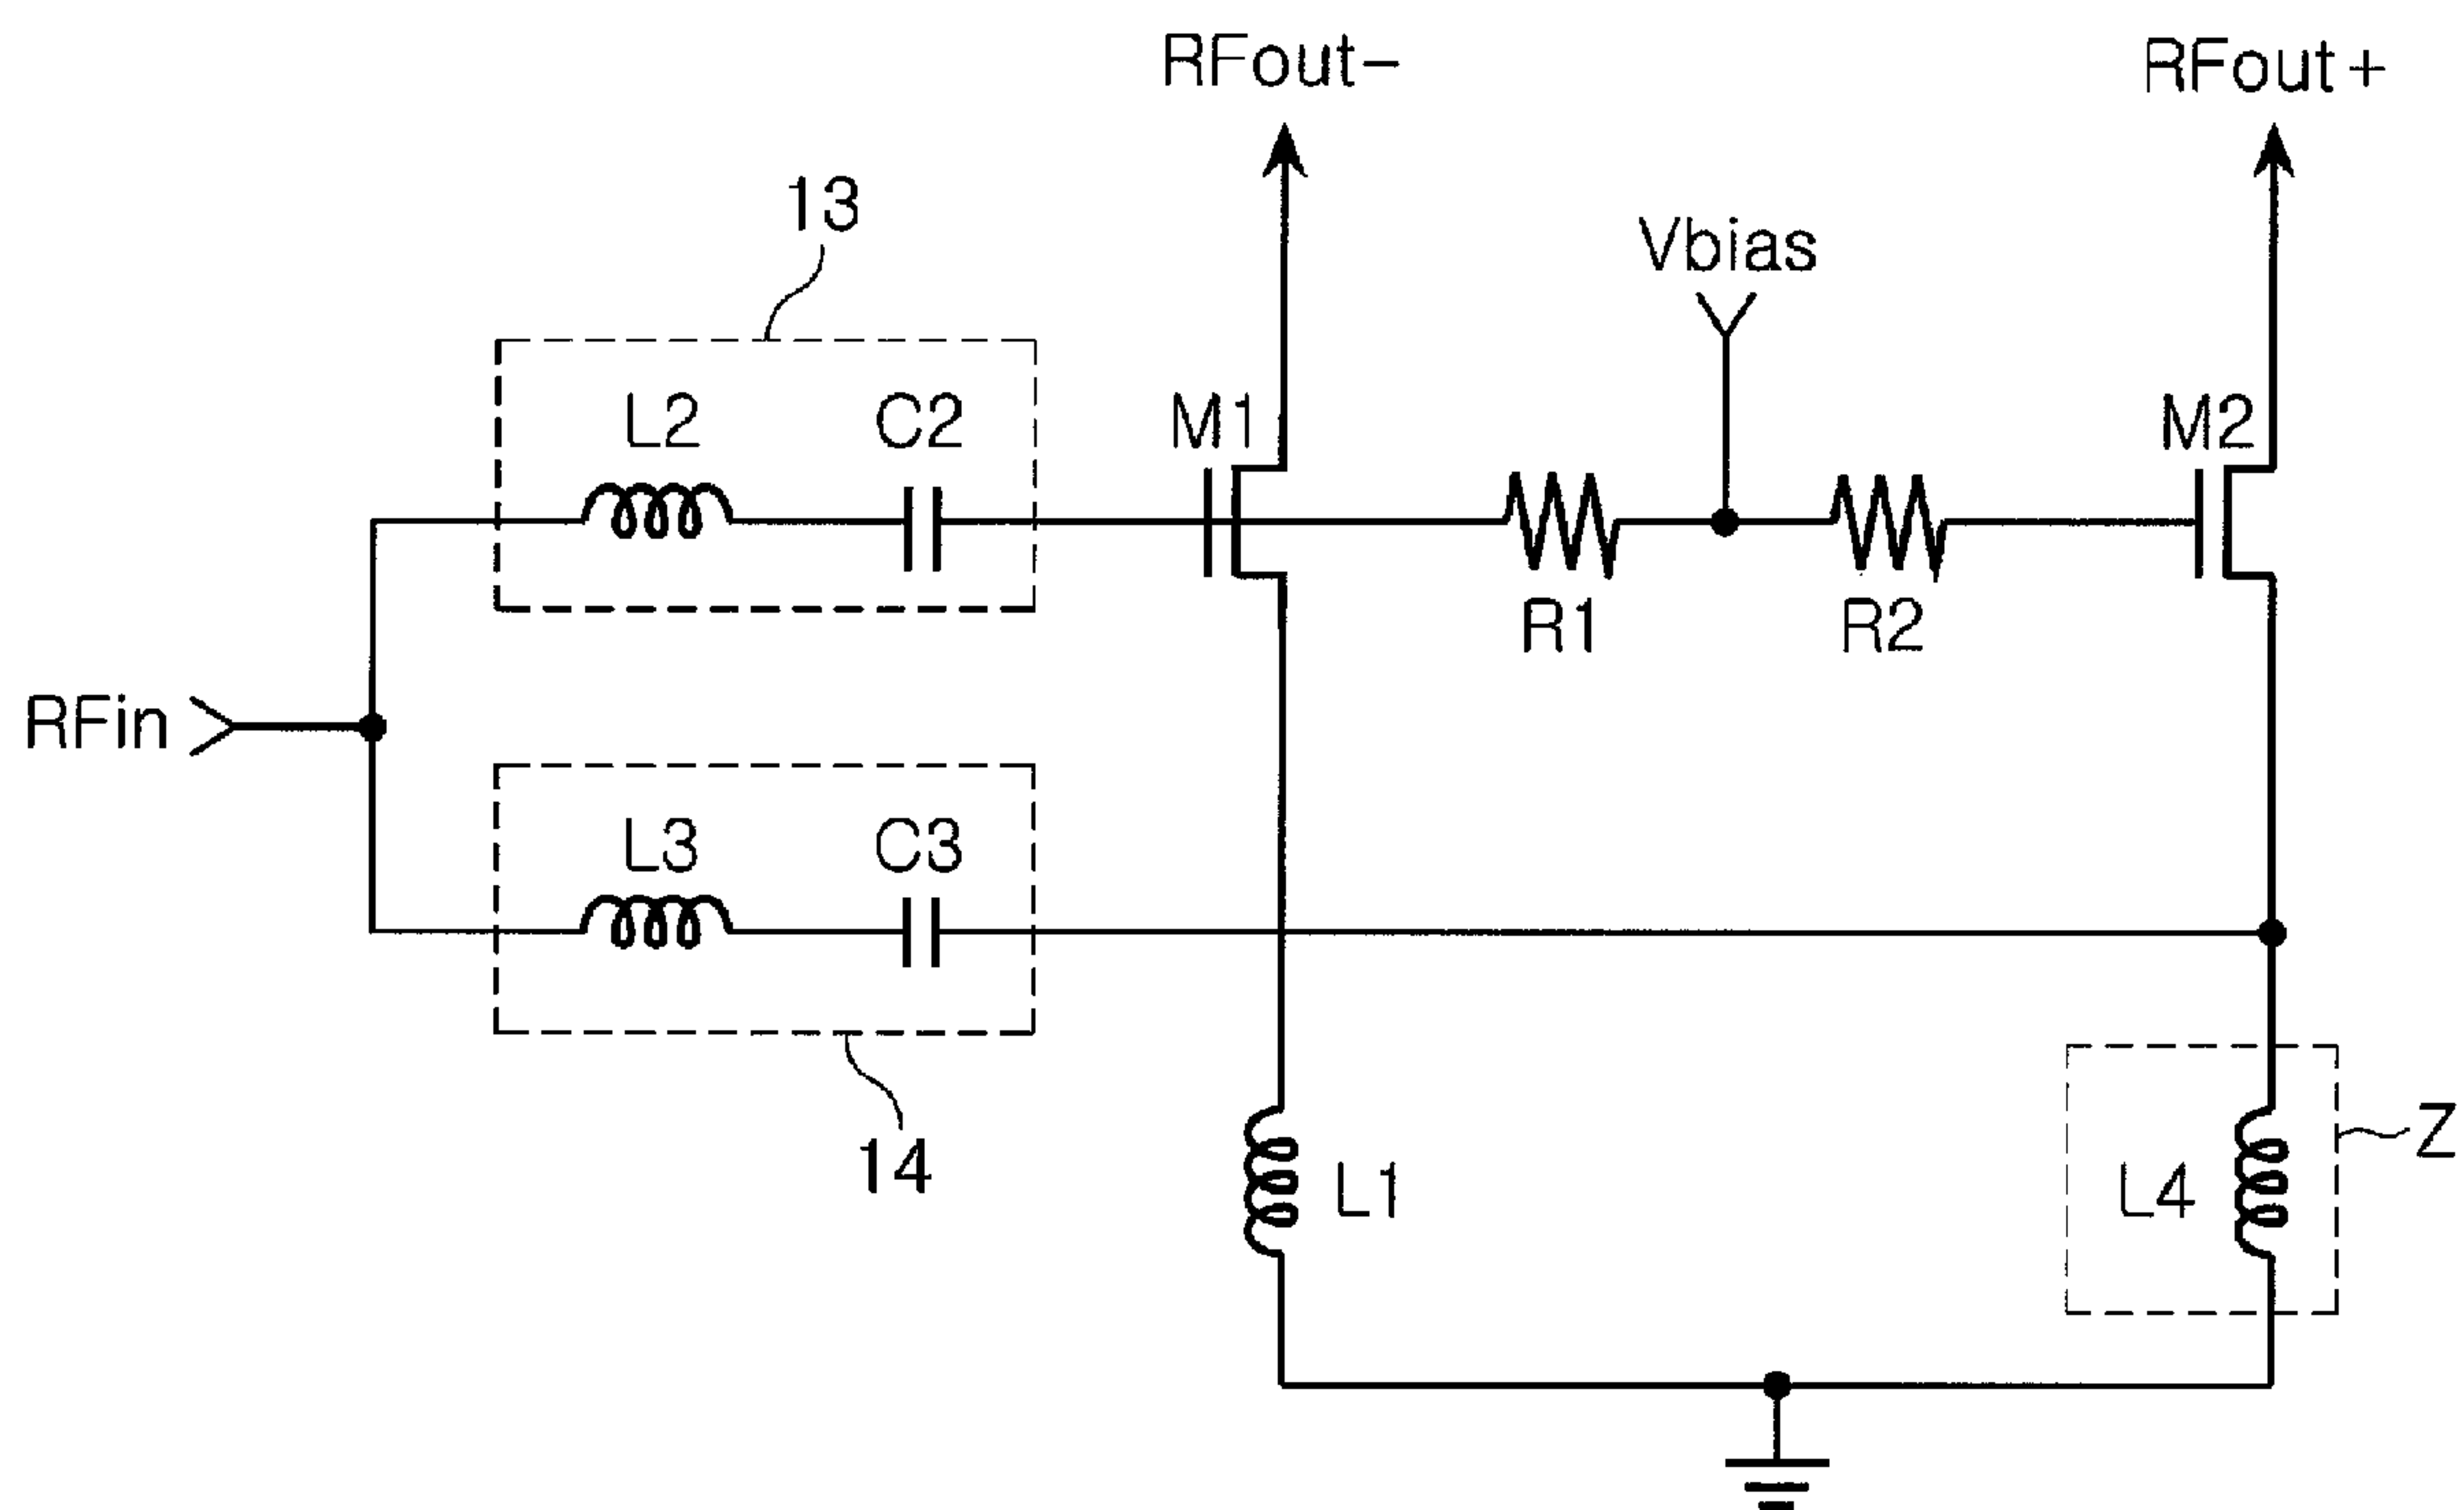 RFout-
RFout+
13
Vbias
L2
C2
M1
M2
R1
R2
RFin
L3
C3
14
L1
L4
Z